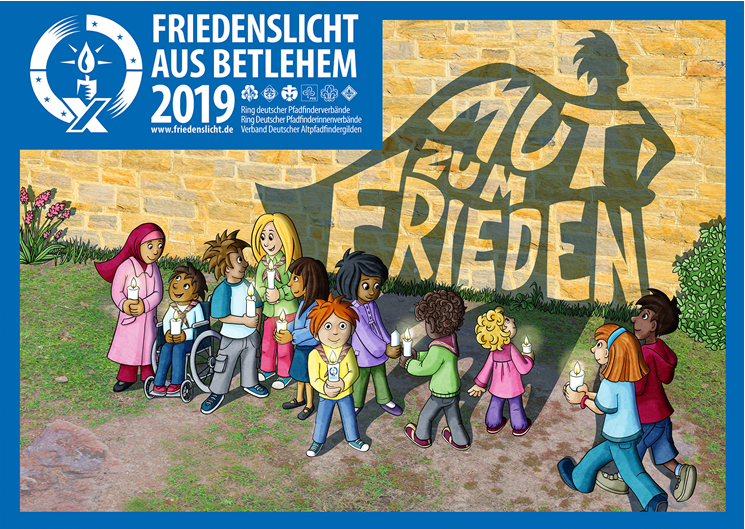 FRIEDENSLICHT
AUS BETLEHEM
2019
Ring deutscher Pfadfinderverbände
Ring Deutscher Pfadfinderinnenverbände
www.friedenslicht.de Verband Deutscher Altpfadfindergilden
MUT
ZUM
FRIEDEN